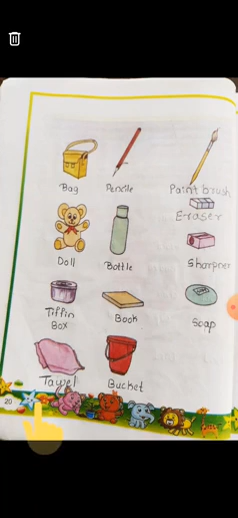 Bag
Pencile
Paint brush
Eraser
Doll
Bottle
Sharpner
Tiffin
Box
Book
Soap
Tawel
Bucket
20